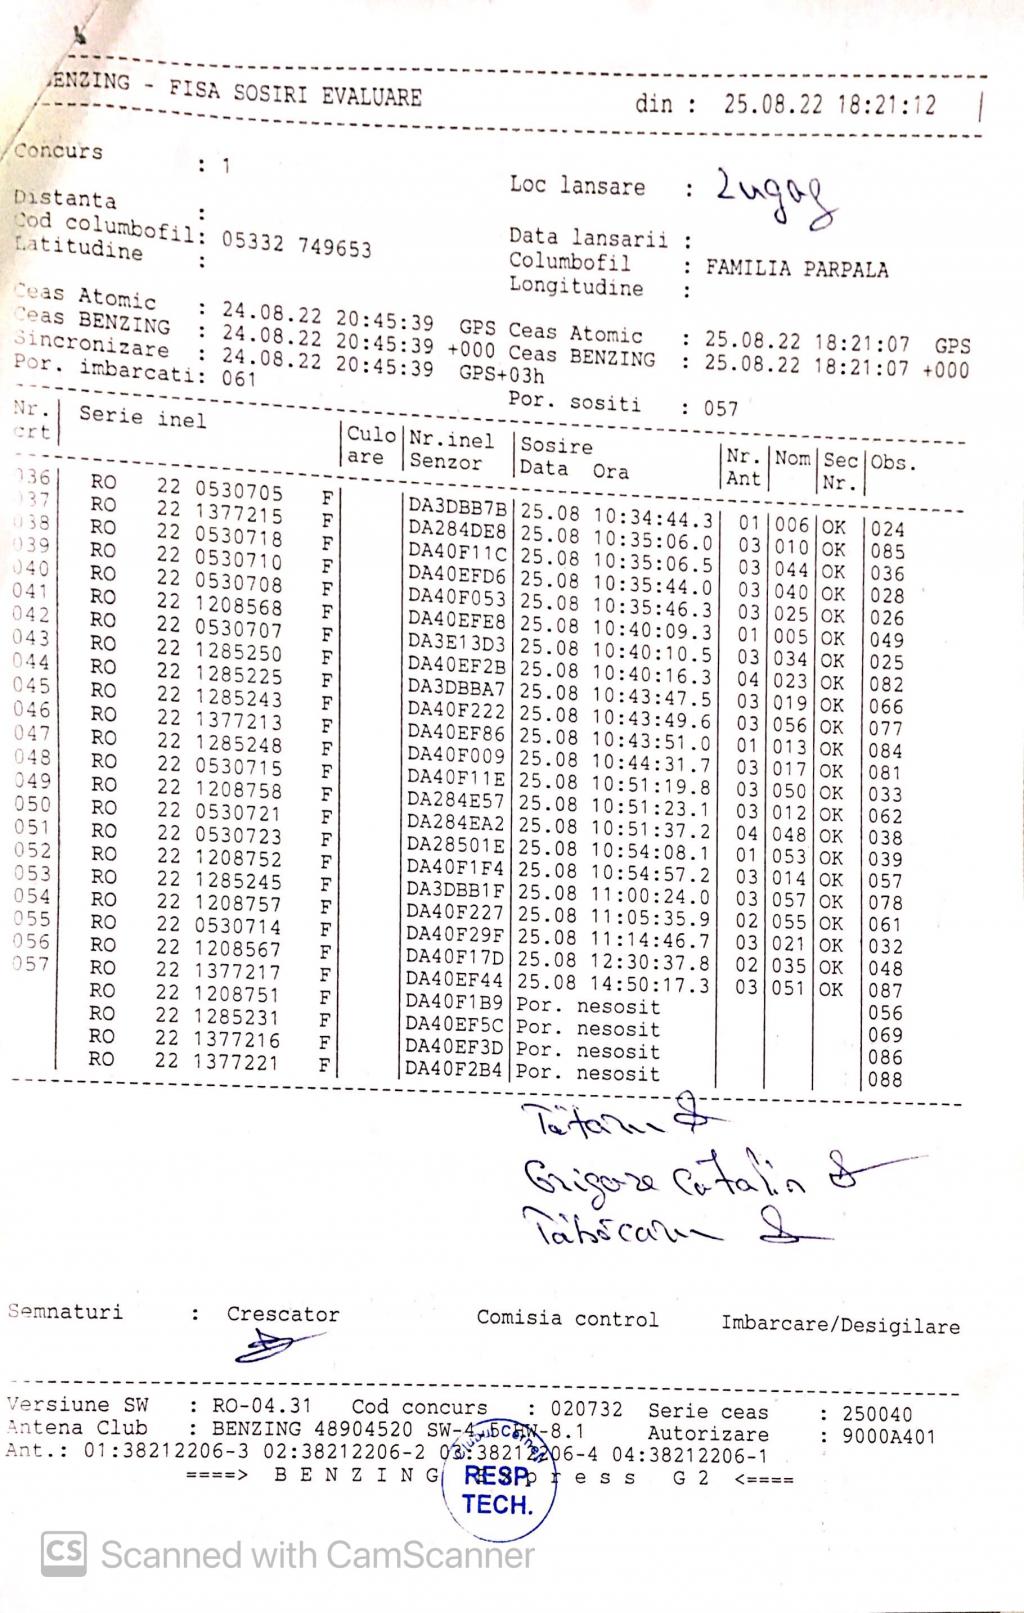 BENZING - FISA SOSIRI EVALUARE din : 25.08.22 18:21:12
Concurs : 1 Loc lansare : Lugoj
Distanta : Data lansarii :
Cod columbofil: 05332 749653 Columbofil : FAMILIA PARPALA
Latitudine : Longitudine :
Ceas Atomic : 24.08.22 20:45:39 GPS Ceas Atomic : 25.08.22 18:21:07 GPS
Ceas BENZING : 24.08.22 20:45:39 +000 Ceas BENZING : 25.08.22 18:21:07 +000
Sincronizare : 24.08.22 20:45:39 GPS+03h
Por. imbarcati: 061 Por. sositi : 057
Nr. Serie inel Culo Nr.inel Sosire Nr. Nom Sec Obs.
crt are Senzor Data Ora Ant Nr.
036 RO 22 0530705 F DA3DBB7B 25.08 10:34:44.3 01 006 OK 024
037 RO 22 1377215 F DA284DE8 25.08 10:35:06.0 03 010 OK 085
038 RO 22 0530718 F DA40F11C 25.08 10:35:06.5 03 044 OK 036
039 RO 22 0530710 F DA40EFD6 25.08 10:35:44.0 03 040 OK 028
040 RO 22 0530708 F DA40F053 25.08 10:35:46.3 03 025 OK 026
041 RO 22 1208568 F DA40EFE8 25.08 10:40:09.3 01 005 OK 049
042 RO 22 0530707 F DA3E13D3 25.08 10:40:10.5 03 034 OK 025
043 RO 22 1285250 F DA40EF2B 25.08 10:40:16.3 04 023 OK 082
044 RO 22 1285225 F DA3DBBA7 25.08 10:43:47.5 03 019 OK 066
045 RO 22 1285243 F DA40F222 25.08 10:43:49.6 03 056 OK 077
046 RO 22 1377213 F DA40EF86 25.08 10:43:51.0 01 013 OK 084
047 RO 22 1285248 F DA40F009 25.08 10:44:31.7 03 017 OK 081
048 RO 22 0530715 F DA40F11E 25.08 10:51:19.8 03 050 OK 033
049 RO 22 1208758 F DA284E57 25.08 10:51:23.1 03 012 OK 062
050 RO 22 0530721 F DA284EA2 25.08 10:51:37.2 04 048 OK 038
051 RO 22 0530723 F DA28501E 25.08 10:54:08.1 01 053 OK 039
052 RO 22 1208752 F DA40F1F4 25.08 10:54:57.2 03 014 OK 057
053 RO 22 1285245 F DA3DBB1F 25.08 11:00:24.0 03 057 OK 078
054 RO 22 1208757 F DA40F227 25.08 11:05:35.9 02 055 OK 061
055 RO 22 0530714 F DA40F29F 25.08 11:14:46.7 03 021 OK 032
056 RO 22 1208567 F DA40F17D 25.08 12:30:37.8 02 035 OK 048
057 RO 22 1377217 F DA40EF44 25.08 14:50:17.3 03 051 OK 087
RO 22 1208751 F DA40F1B9 Por. nesosit 056
RO 22 1285231 F DA40EF5C Por. nesosit 069
RO 22 1377216 F DA40EF3D Por. nesosit 086
RO 22 1377221 F DA40F2B4 Por. nesosit 088
Tătaru
Grigore Catalin
Semnaturi : Crescator Comisia control Imbarcare/Desigilare
Versiune SW : RO-04.31 Cod concurs : 020732 Serie ceas : 250040
Antena Club : BENZING 48904520 SW-4.5 HW-8.1 Autorizare : 9000A401
Ant.: 01:38212206-3 02:38212206-2 03:38212206-4 04:38212206-1
====> BENZING Express G2 <====
RESP.
TECH.
CS Scanned with CamScanner